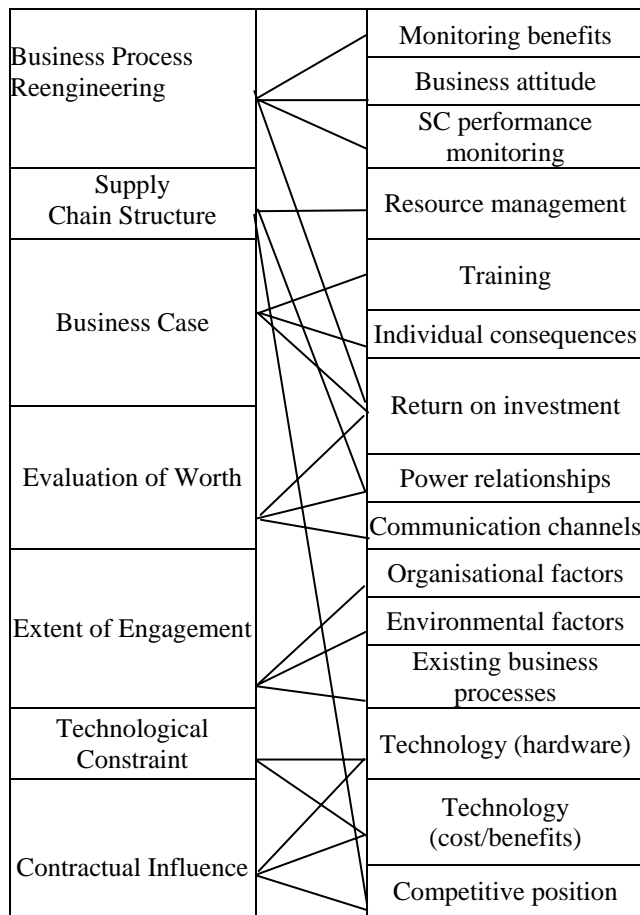 Business Process
Reengineering
Supply
Chain Structure
Business Case
Evaluation of Worth
Extent of Engagement
Technological
Constraint
Contractual Influence
Monitoring benefits
Business attitude
SC performance
monitoring
Resource management
Training
Individual consequences
Return on investment
Power relationships
Communication channels
Organisational factors
Environmental factors
Existing business
processes
Technology (hardware)
Technology
(cost/benefits)
Competitive position